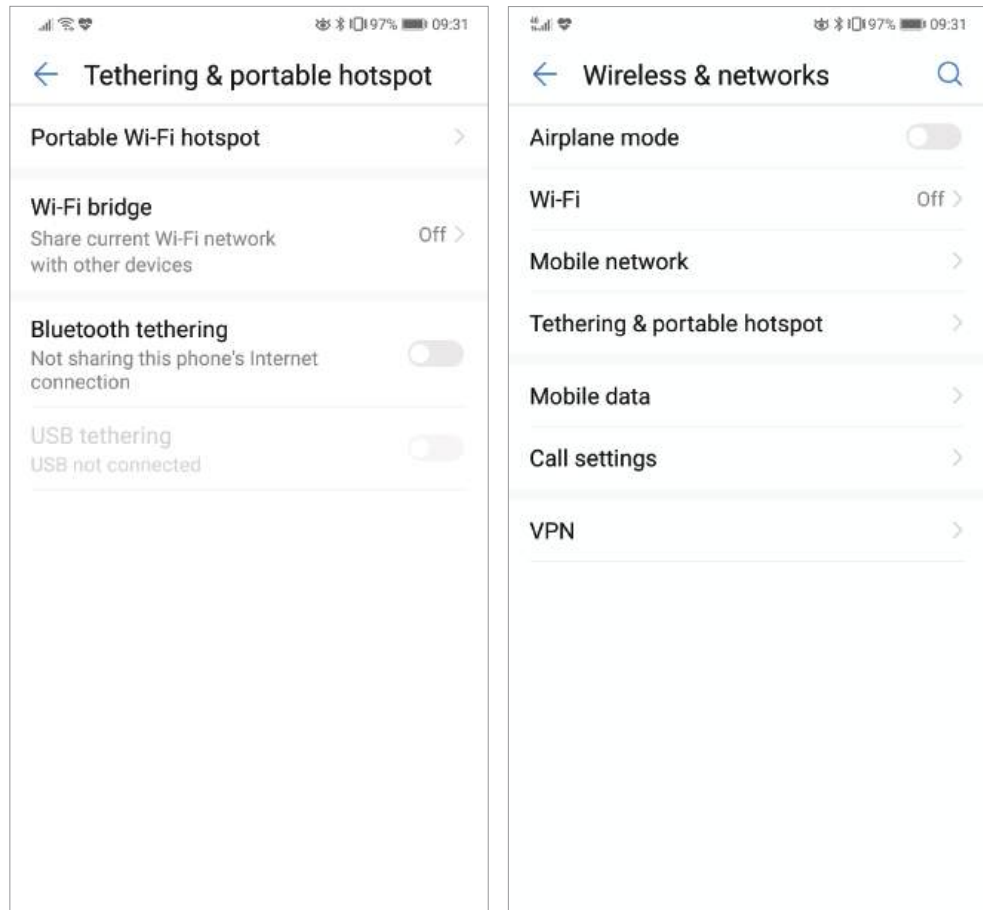 97% 09:31
Tethering & portable hotspot
Portable Wi-Fi hotspot
Wi-Fi bridge
Share current Wi-Fi network
with other devices
Off
Bluetooth tethering
Not sharing this phone's Internet
connection
USB tethering
USB not connected
97% 09:31
Wireless & networks
Airplane mode
Wi-Fi
Off
Mobile network
Tethering & portable hotspot
Mobile data
Call settings
VPN